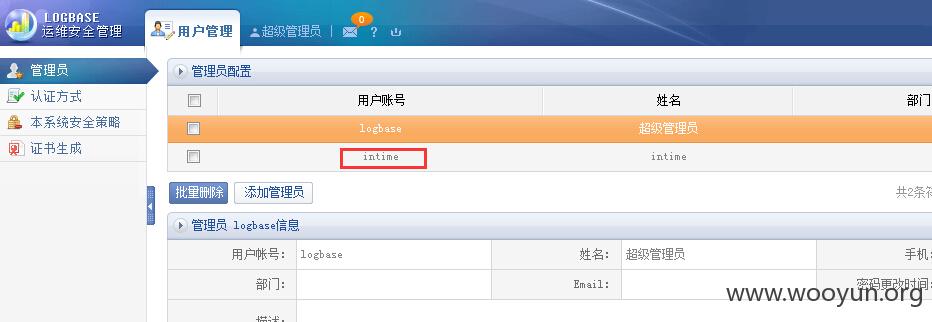 LOGBASE
运维安全管理
用户管理
超级管理员
0
?
管理员
认证方式
本系统安全策略
证书生成
管理员配置
用户账号 姓名 部门
logbase 超级管理员
intime intime
批量删除 添加管理员 共2条符
管理员 logbase信息
用户帐号: logbase 姓名: 超级管理员 手机:
部门: Email: 密码更改时间:
描述:
www.wooyun.org